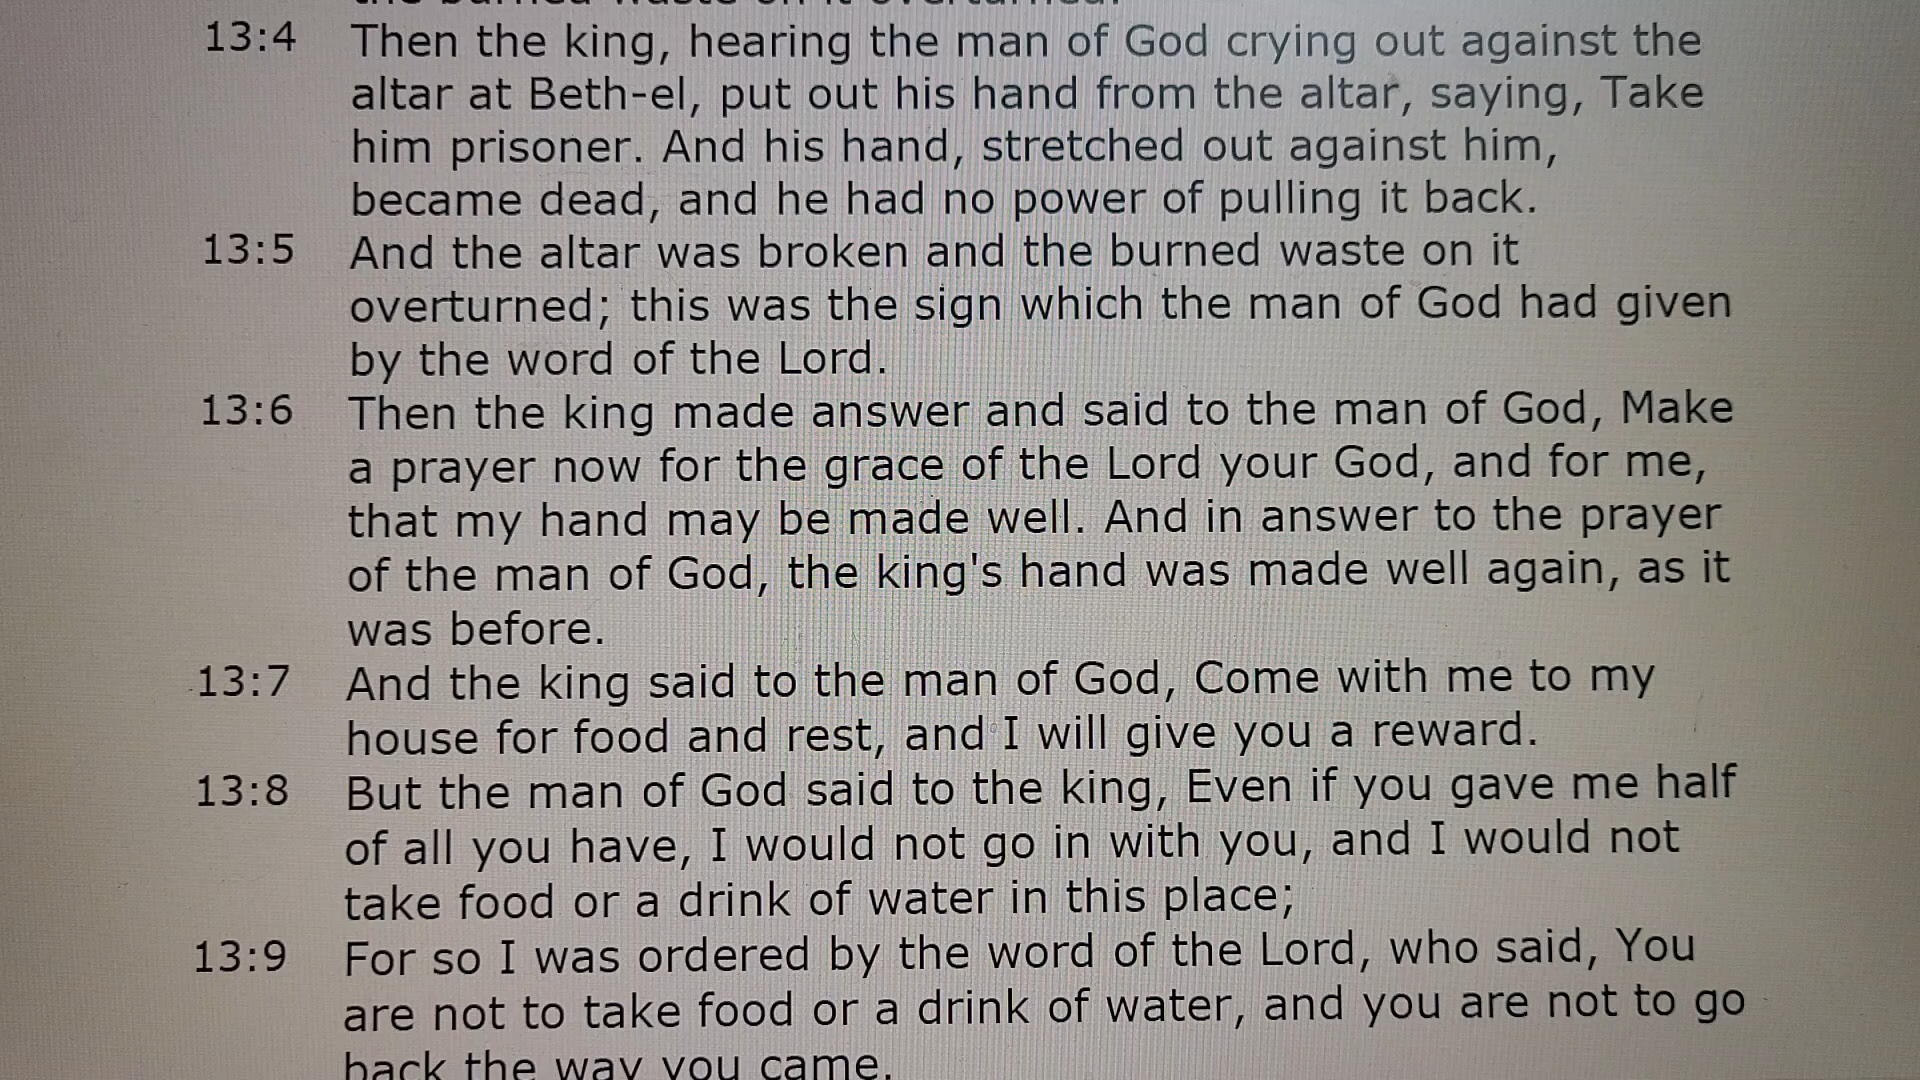 the burned waste on it overturned.
13:4 Then the king, hearing the man of God crying out against the
altar at Beth-el, put out his hand from the altar, saying, Take
him prisoner. And his hand, stretched out against him,
became dead, and he had no power of pulling it back.
13:5 And the altar was broken and the burned waste on it
overturned; this was the sign which the man of God had given
by the word of the Lord.
13:6 Then the king made answer and said to the man of God, Make
a prayer now for the grace of the Lord your God, and for me,
that my hand may be made well. And in answer to the prayer
of the man of God, the king's hand was made well again, as it
was before.
13:7 And the king said to the man of God, Come with me to my
house for food and rest, and I will give you a reward.
13:8 But the man of God said to the king, Even if you gave me half
of all you have, I would not go in with you, and I would not
take food or a drink of water in this place;
13:9 For so I was ordered by the word of the Lord, who said, You
are not to take food or a drink of water, and you are not to go
back the way you came.